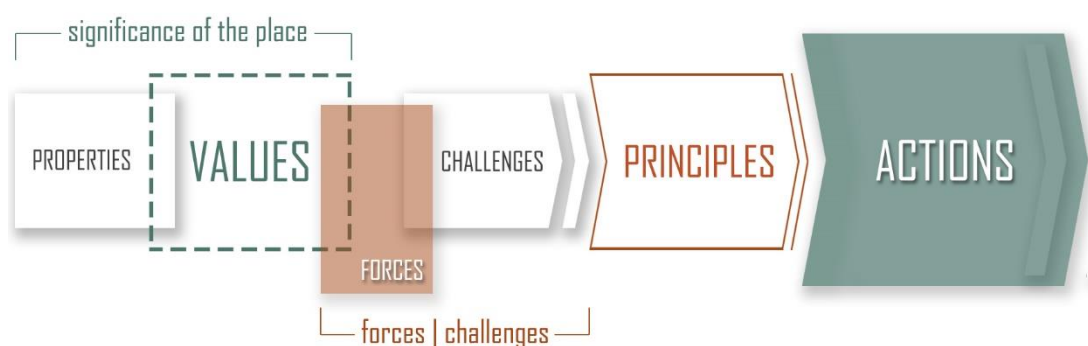 significance of the place
PROPERTIES
VALUES
FORCES
CHALLENGES
PRINCIPLES
ACTIONS
forces | challenges